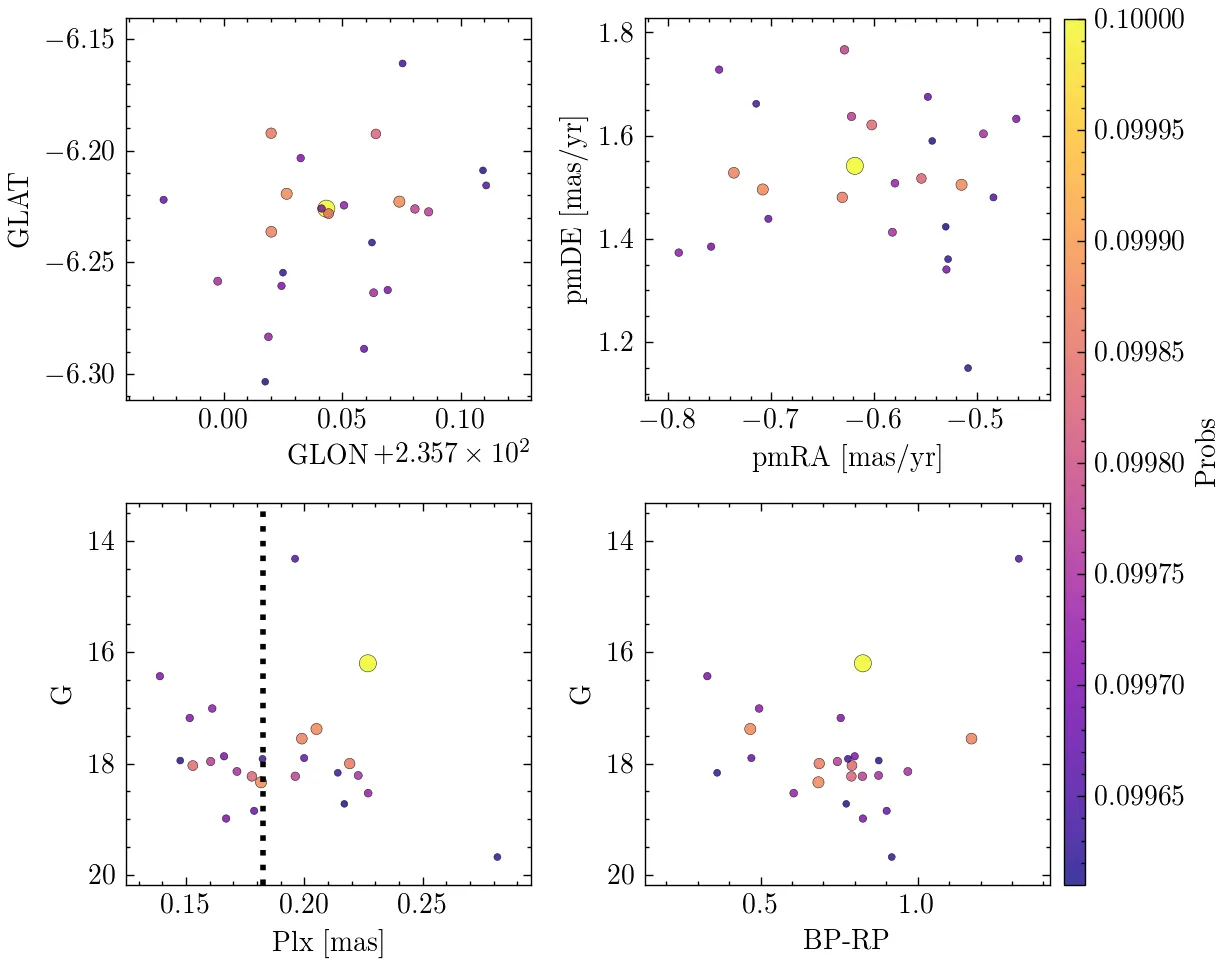 −6.15
−6.20
−6.25
−6.30
GLAT
0.00 0.05 0.10
GLON +2.357 × 10²
1.8
1.6
1.4
1.2
pmDE [mas/yr]
−0.8 −0.7 −0.6 −0.5
pmRA [mas/yr]
14
16
18
20
G
0.15 0.20 0.25
Plx [mas]
14
16
18
20
G
0.5 1.0
BP-RP
0.10000
0.09995
0.09990
0.09985
0.09980
0.09975
0.09970
0.09965
Probs